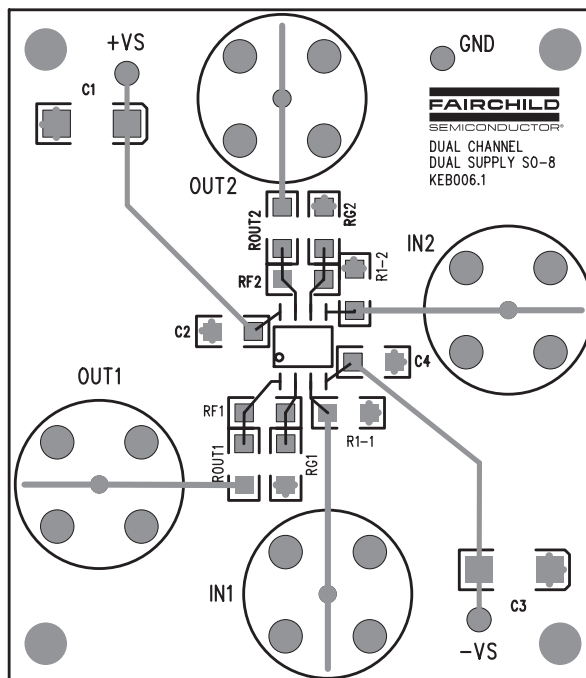 +VS
GND
C1
FAIRCHILD
SEMICONDUCTOR®
DUAL CHANNEL
DUAL SUPPLY SO-8
KEB006.1
OUT2
ROUT2
RG2
IN2
RF2
R1-2
C2
C4
OUT1
RF1
R1-1
ROUT1
RG1
IN1
C3
-VS